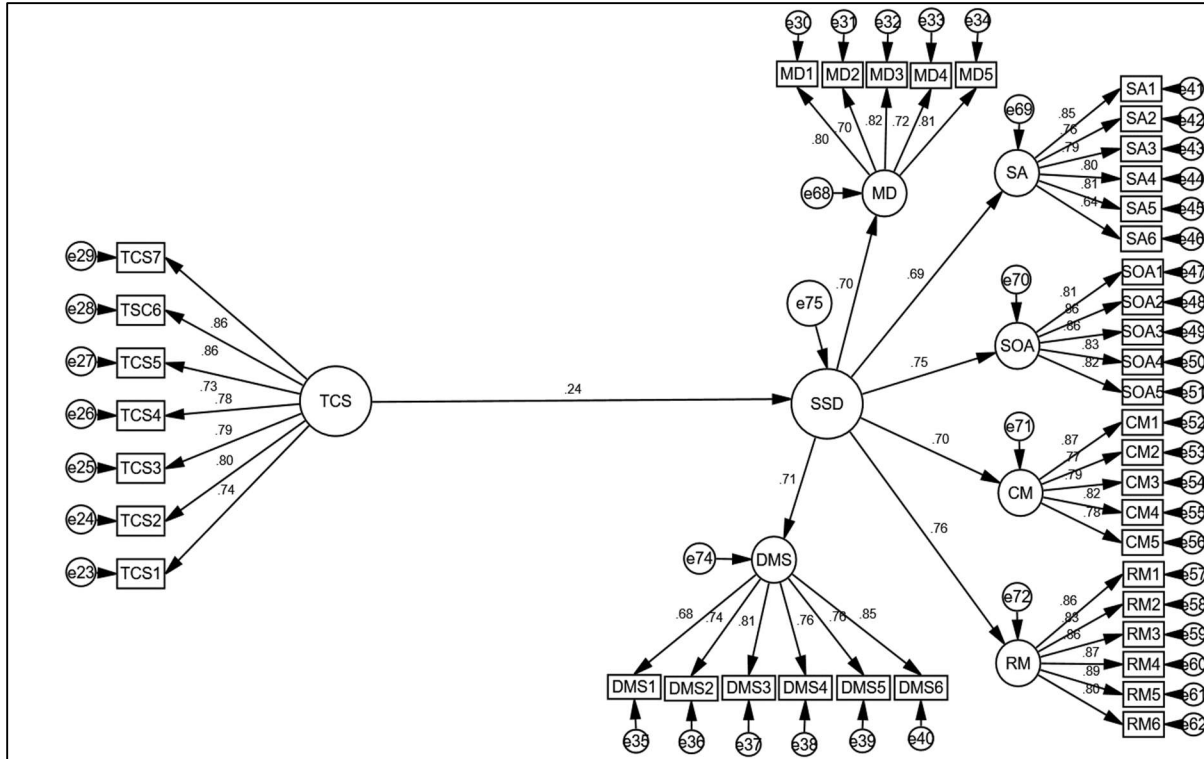 e30 e31 e32 e33 e34
MD1 MD2 MD3 MD4 MD5
.80 .70 .82 .72 .81
e68 MD
e69 SA
.85 SA1 e41
.76 SA2 e42
.79 SA3 e43
.80 SA4 e44
.81 SA5 e45
.64 SA6 e46
e29 TCS7 .86
e28 TSC6 .86
e27 TCS5 .73
e26 TCS4 .78
e25 TCS3 .79
e24 TCS2 .80
e23 TCS1 .74
TCS .24 SSD
e75
.70
.69
.75
.70
.76
.71
e70 SOA
.81 SOA1 e47
.86 SOA2 e48
.86 SOA3 e49
.83 SOA4 e50
.82 SOA5 e51
e71 CM
.87 CM1 e52
.77 CM2 e53
.79 CM3 e54
.82 CM4 e55
.78 CM5 e56
e72 RM
.86 RM1 e57
.83 RM2 e58
.86 RM3 e59
.87 RM4 e60
.89 RM5 e61
.80 RM6 e62
e74 DMS
.68 .74 .81 .76 .76 .85
DMS1 DMS2 DMS3 DMS4 DMS5 DMS6
e35 e36 e37 e38 e39 e40